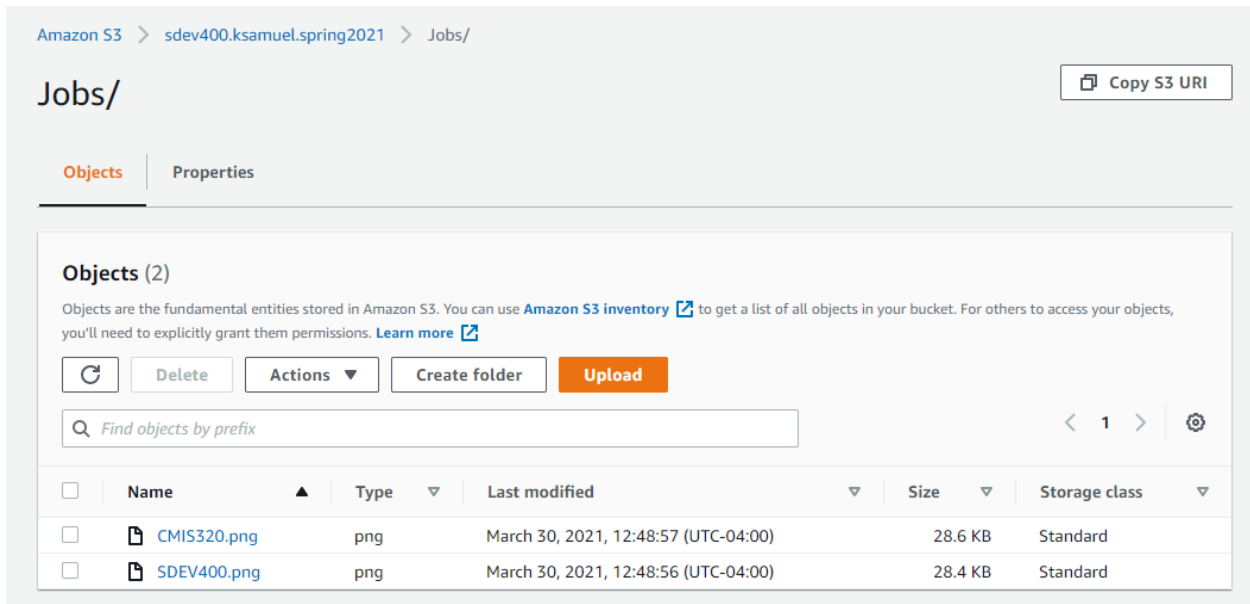 Amazon S3 > sdev400.ksamuel.spring2021 > Jobs/
Jobs/
Copy S3 URI
Objects Properties
Objects (2)
Objects are the fundamental entities stored in Amazon S3. You can use Amazon S3 inventory to get a list of all objects in your bucket. For others to access your objects,
you'll need to explicitly grant them permissions. Learn more
Delete Actions Create folder Upload
Find objects by prefix
1
Name Type Last modified Size Storage class
CMIS320.png png March 30, 2021, 12:48:57 (UTC-04:00) 28.6 KB Standard
SDEV400.png png March 30, 2021, 12:48:56 (UTC-04:00) 28.4 KB Standard